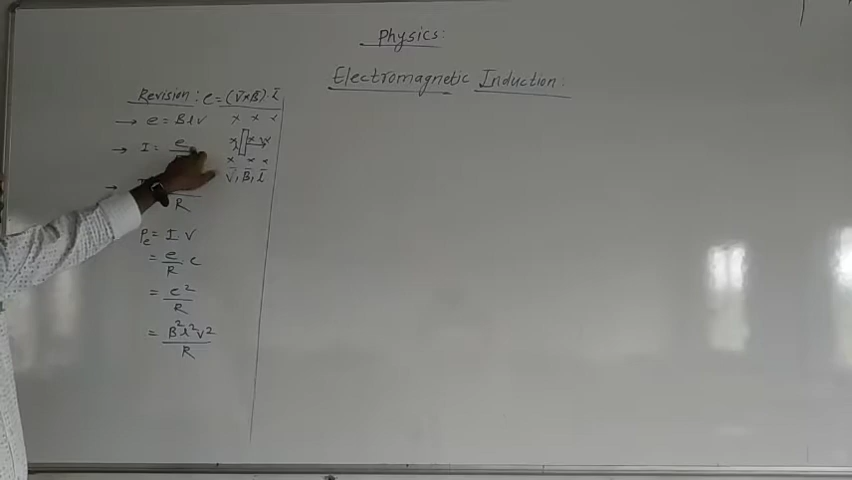 Physics:
Electromagnetic Induction:
Revision: e = (V̄×B̄)·l̄
→ e = Blv
x x x
→ I = e
x x x
x x x
V̄, B̄, l̄
→
R
Pe = I V
= e/R · e
= e²/R
= B²l²v²/R